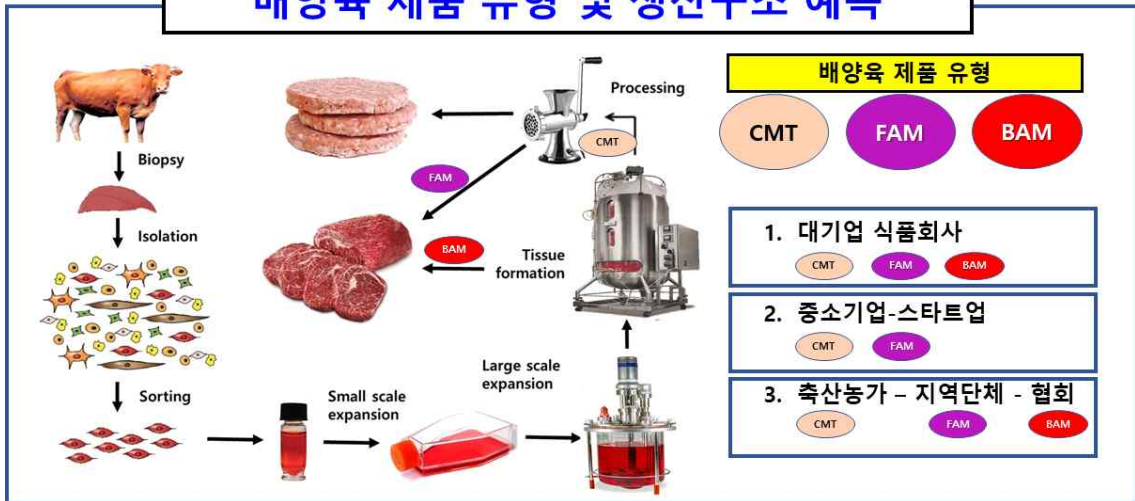 배양육 제품 유형 및 생산구조 예측
Biopsy
Isolation
Sorting
Small scale
expansion
Large scale
expansion
Tissue
formation
Processing
CMT
FAM
BAM
배양육 제품 유형
CMT
FAM
BAM
1. 대기업 식품회사
CMT
FAM
BAM
2. 중소기업-스타트업
CMT
FAM
3. 축산농가 – 지역단체 - 협회
CMT
FAM
BAM